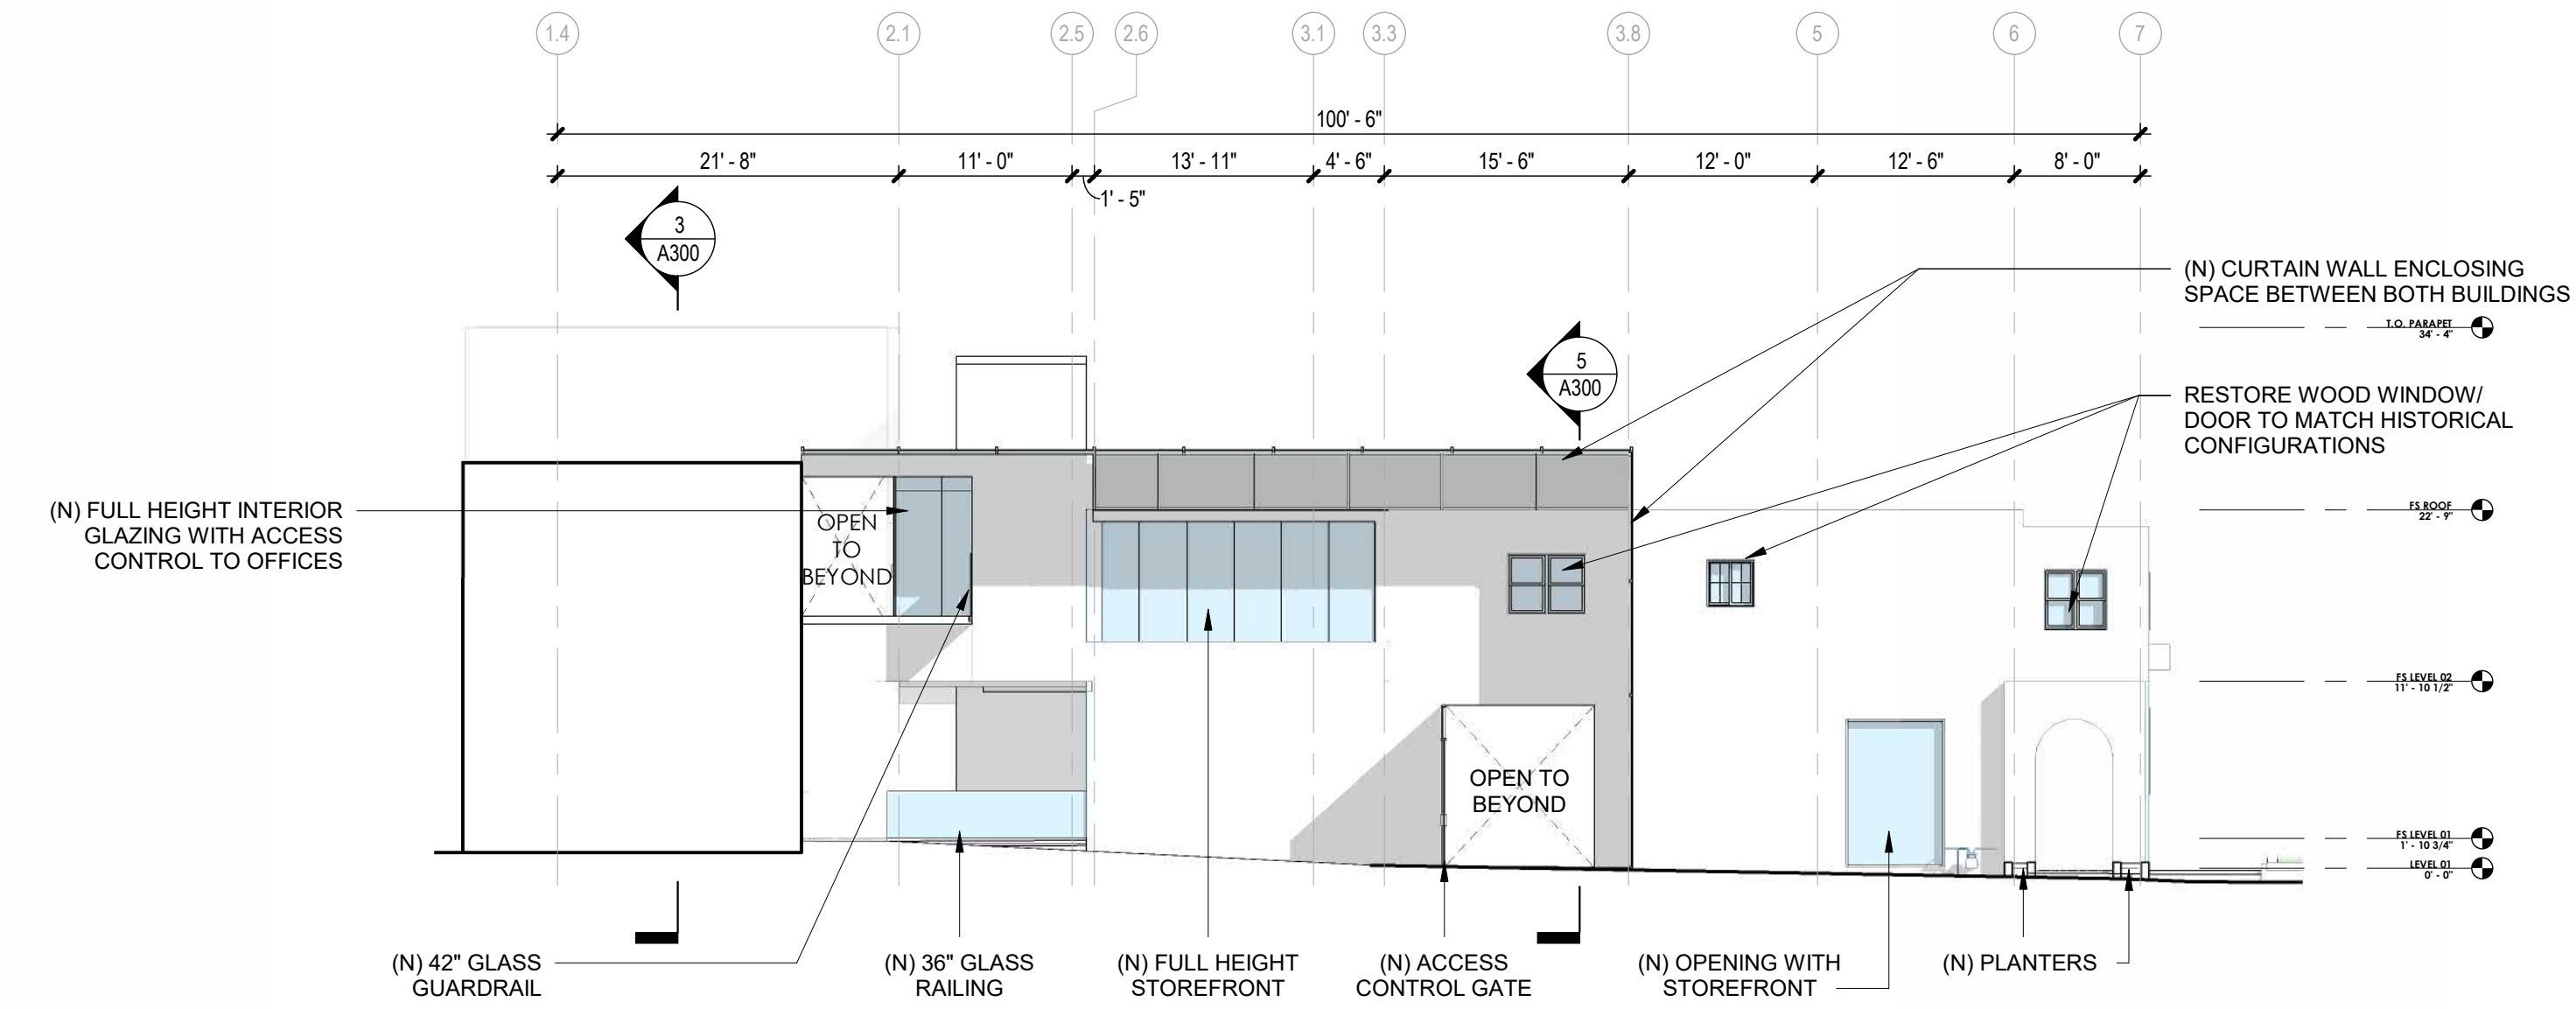 1.4
2.1
2.5
2.6
3.1
3.3
3.8
5
6
7
100' - 6"
21' - 8"
11' - 0"
13' - 11"
4' - 6"
15' - 6"
12' - 0"
12' - 6"
8' - 0"
1' - 5"
3
A300
(N) CURTAIN WALL ENCLOSING
SPACE BETWEEN BOTH BUILDINGS
T.O. PARAPET
34' - 4"
5
A300
RESTORE WOOD WINDOW/
DOOR TO MATCH HISTORICAL
CONFIGURATIONS
(N) FULL HEIGHT INTERIOR
GLAZING WITH ACCESS
CONTROL TO OFFICES
OPEN
TO
BEYOND
FS ROOF
22' - 9"
FS LEVEL 02
11' - 10 1/2"
OPEN TO
BEYOND
FS LEVEL 01
1' - 10 3/4"
LEVEL 01
0' - 0"
(N) 42" GLASS
GUARDRAIL
(N) 36" GLASS
RAILING
(N) FULL HEIGHT
STOREFRONT
(N) ACCESS
CONTROL GATE
(N) OPENING WITH
STOREFRONT
(N) PLANTERS